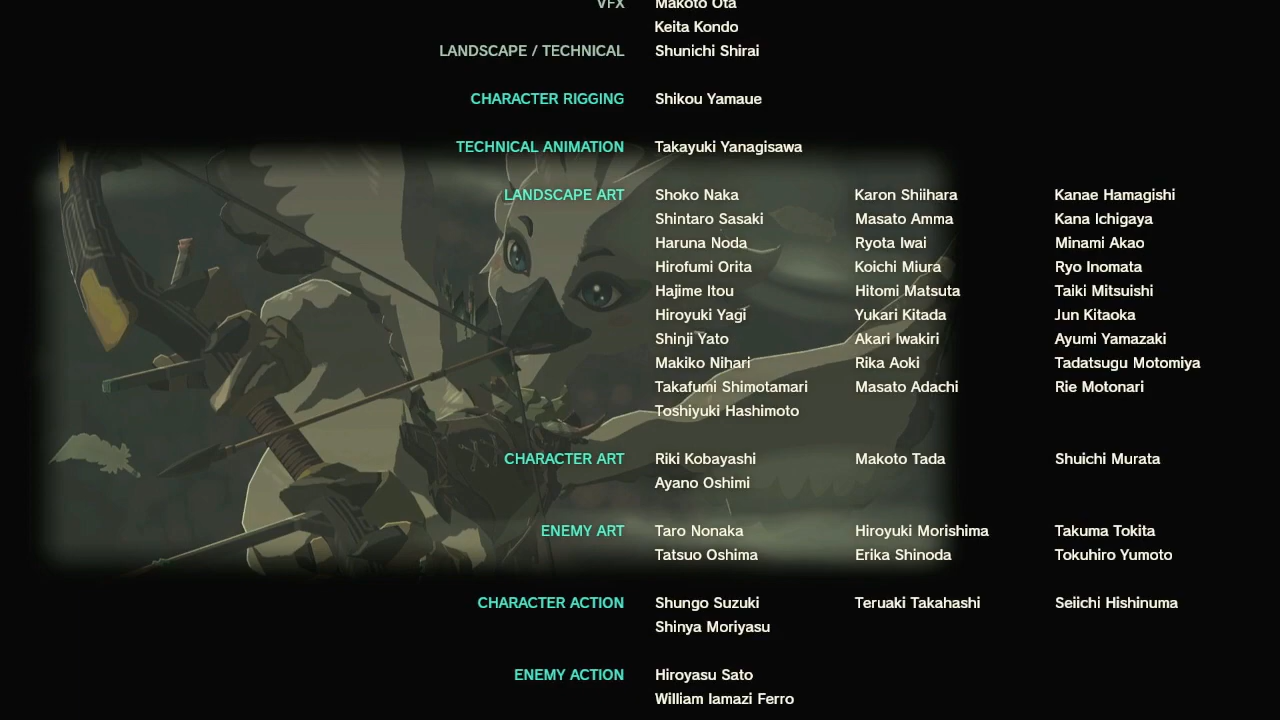 VFX Makoto Ota
Keita Kondo
LANDSCAPE / TECHNICAL Shunichi Shirai
CHARACTER RIGGING Shikou Yamaue
TECHNICAL ANIMATION Takayuki Yanagisawa
LANDSCAPE ART Shoko Naka Karon Shiihara Kanae Hamagishi
Shintaro Sasaki Masato Amma Kana Ichigaya
Haruna Noda Ryota Iwai Minami Akao
Hirofumi Orita Koichi Miura Ryo Inomata
Hajime Itou Hitomi Matsuta Taiki Mitsuishi
Hiroyuki Yagi Yukari Kitada Jun Kitaoka
Shinji Yato Akari Iwakiri Ayumi Yamazaki
Makiko Nihari Rika Aoki Tadatsugu Motomiya
Takafumi Shimotamari Masato Adachi Rie Motonari
Toshiyuki Hashimoto
CHARACTER ART Riki Kobayashi Makoto Tada Shuichi Murata
Ayano Oshimi
ENEMY ART Taro Nonaka Hiroyuki Morishima Takuma Tokita
Tatsuo Oshima Erika Shinoda Tokuhiro Yumoto
CHARACTER ACTION Shungo Suzuki Teruaki Takahashi Seiichi Hishinuma
Shinya Moriyasu
ENEMY ACTION Hiroyasu Sato
William Iamazi Ferro